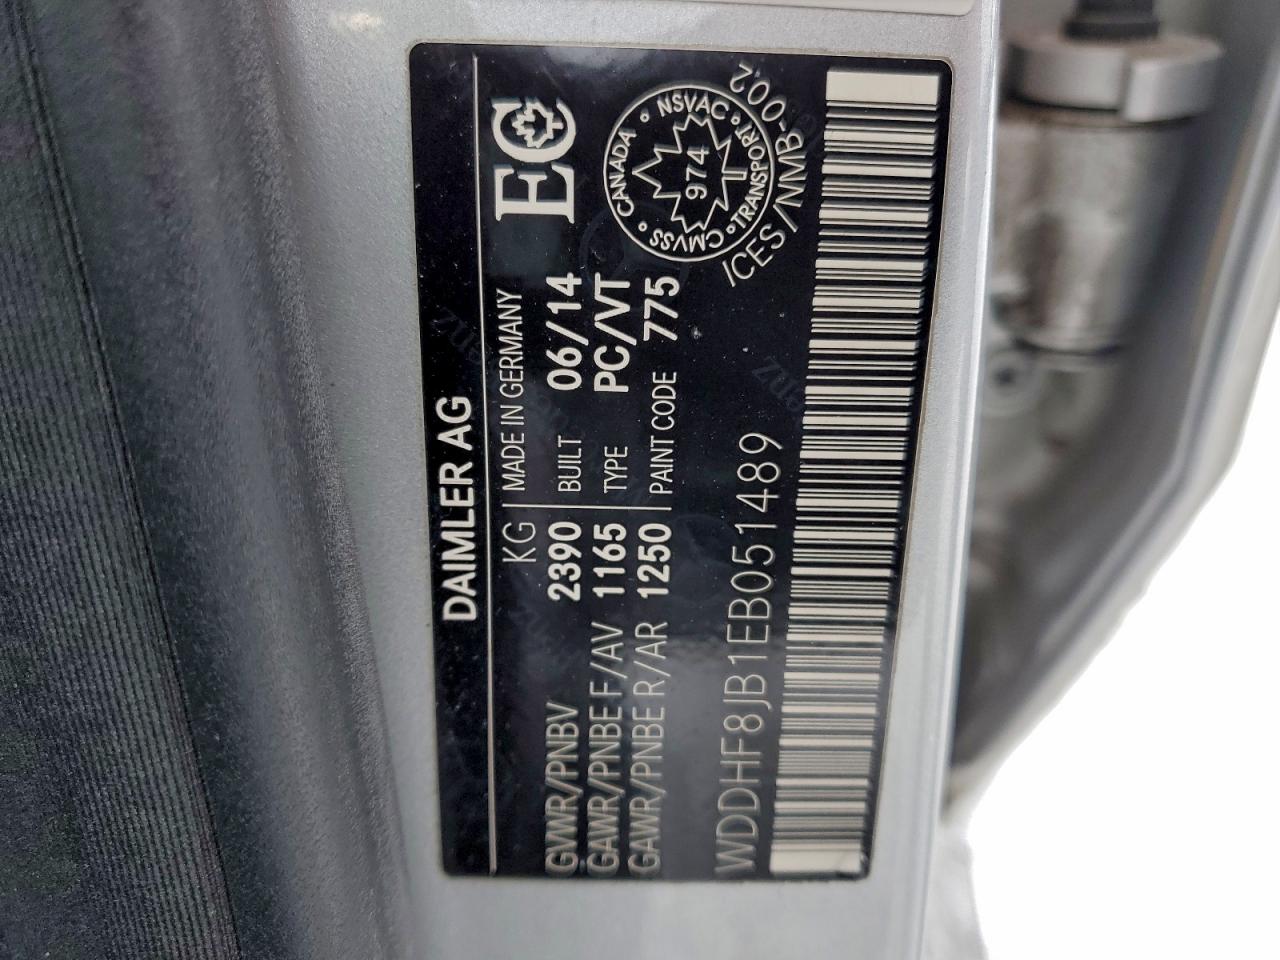 DAIMLER AG
KG MADE IN GERMANY
GVWR/PNBV 2390 BUILT 06/14
GAWR/PNBE F/AV 1165 TYPE PC/VT
GAWR/PNBE R/AR 1250 PAINT CODE 775
WDDHF8JB1EB051489
EC
CANADA · NSVAC · TRANSPORT · CMVSS
974
ICES/NMB-002